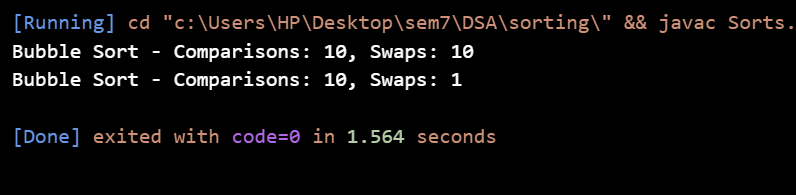 [Running] cd "c:\Users\HP\Desktop\sem7\DSA\sorting\" && javac Sorts.
Bubble Sort - Comparisons: 10, Swaps: 10
Bubble Sort - Comparisons: 10, Swaps: 1
[Done] exited with code=0 in 1.564 seconds